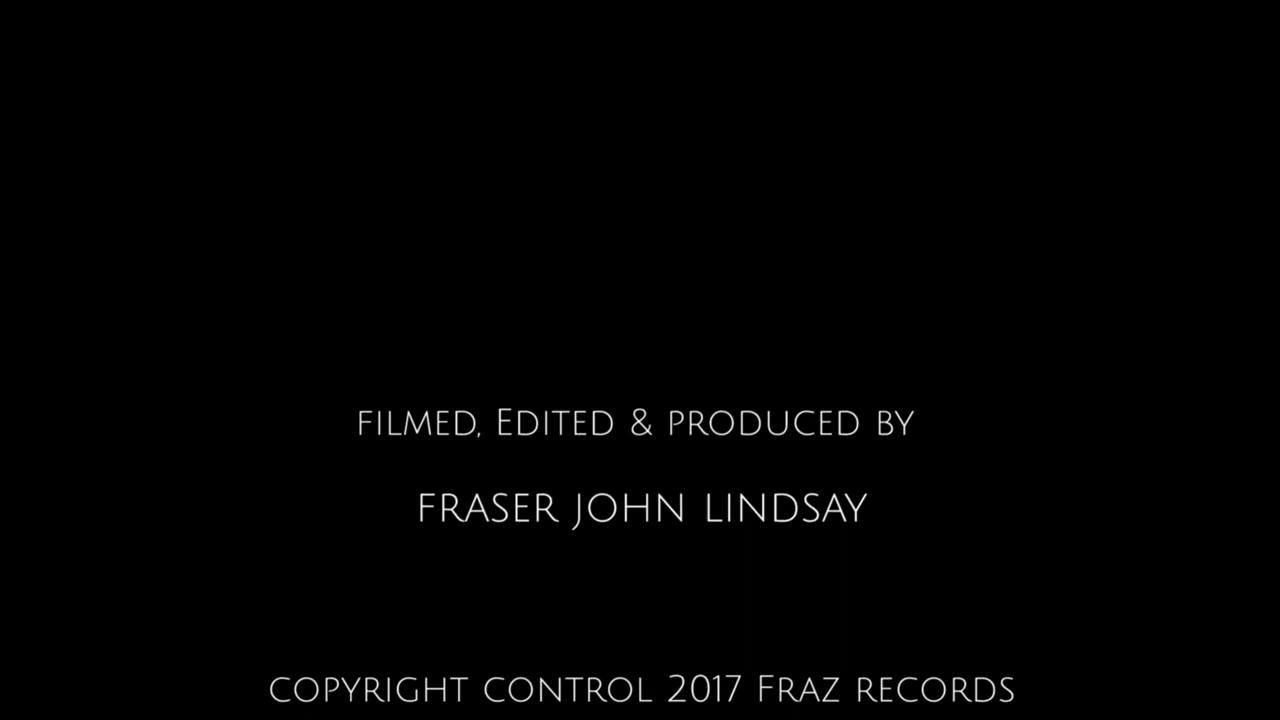 FILMED, EDITED & PRODUCED BY
FRASER JOHN LINDSAY
COPYRIGHT CONTROL 2017 FRAZ RECORDS